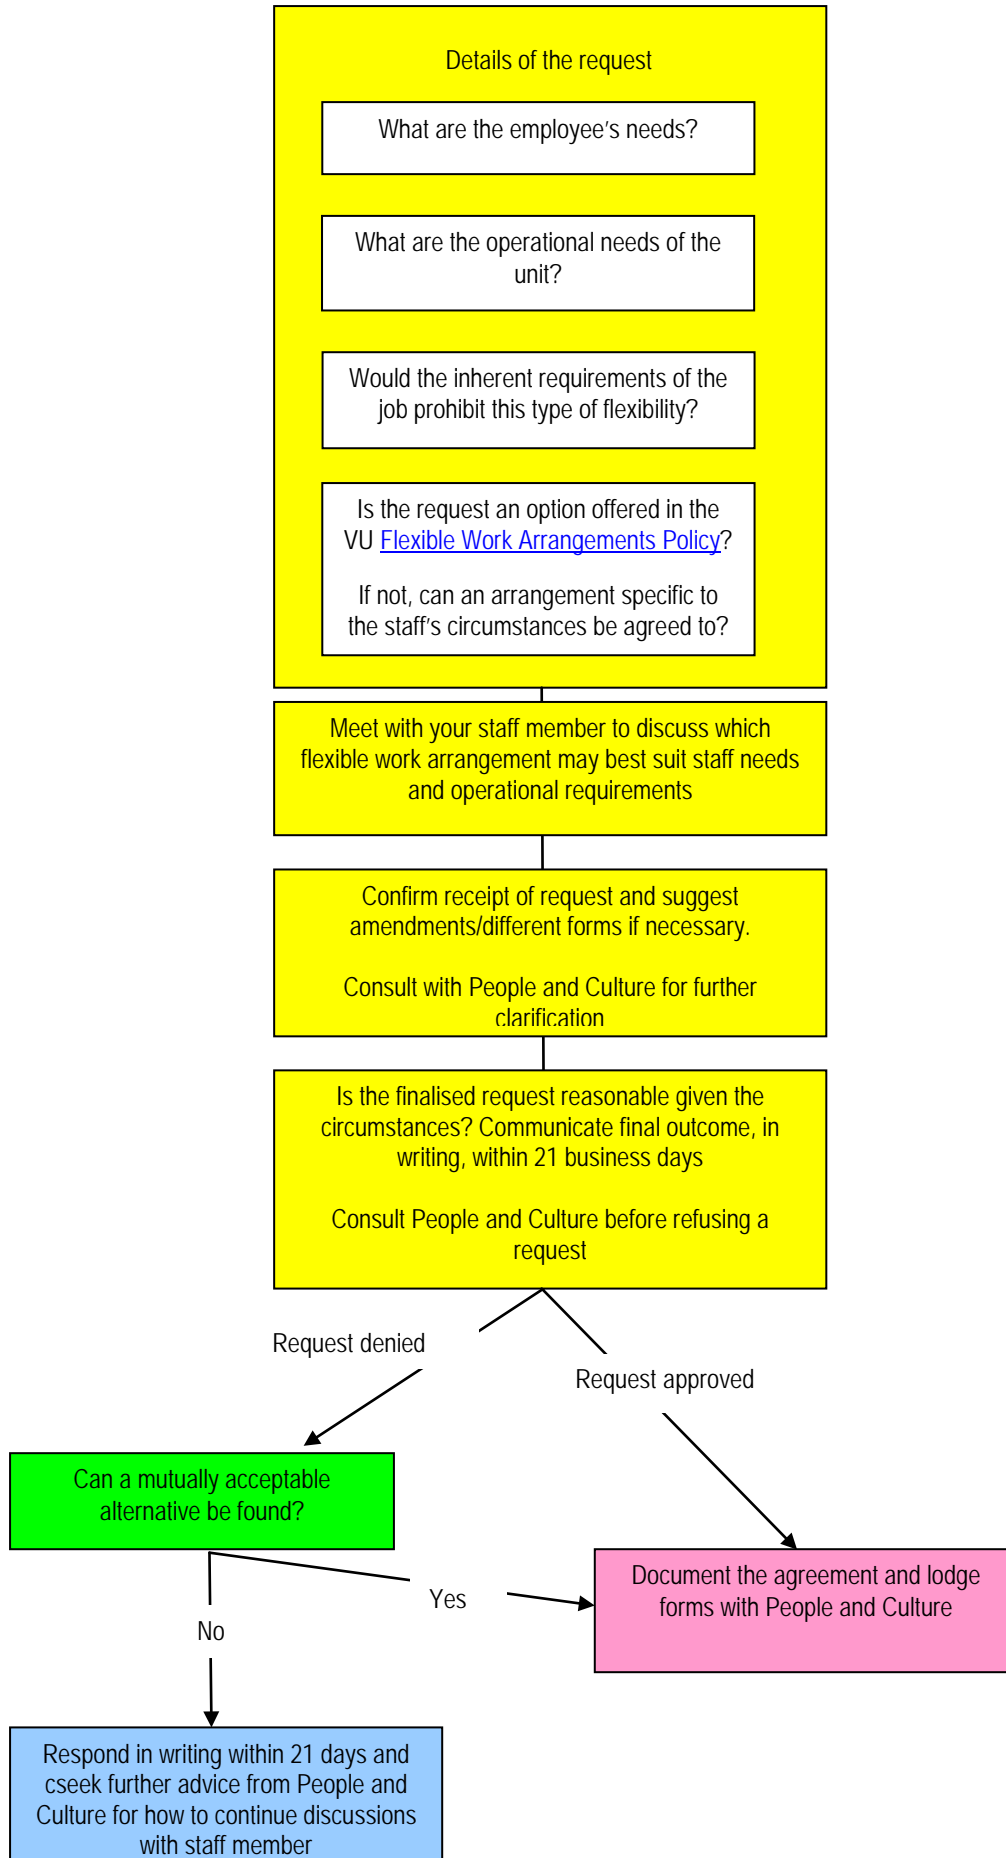 Details of the request
What are the employee's needs?
What are the operational needs of the
unit?
Would the inherent requirements of the
job prohibit this type of flexibility?
Is the request an option offered in the
VU Flexible Work Arrangements Policy?
If not, can an arrangement specific to
the staff's circumstances be agreed to?
Meet with your staff member to discuss which
flexible work arrangement may best suit staff needs
and operational requirements
Confirm receipt of request and suggest
amendments/different forms if necessary.
Consult with People and Culture for further
clarification
Is the finalised request reasonable given the
circumstances? Communicate final outcome, in
writing, within 21 business days
Consult People and Culture before refusing a
request
Request denied
Request approved
Can a mutually acceptable
alternative be found?
Document the agreement and lodge
forms with People and Culture
Yes
No
Respond in writing within 21 days and
cseek further advice from People and
Culture for how to continue discussions
with staff member